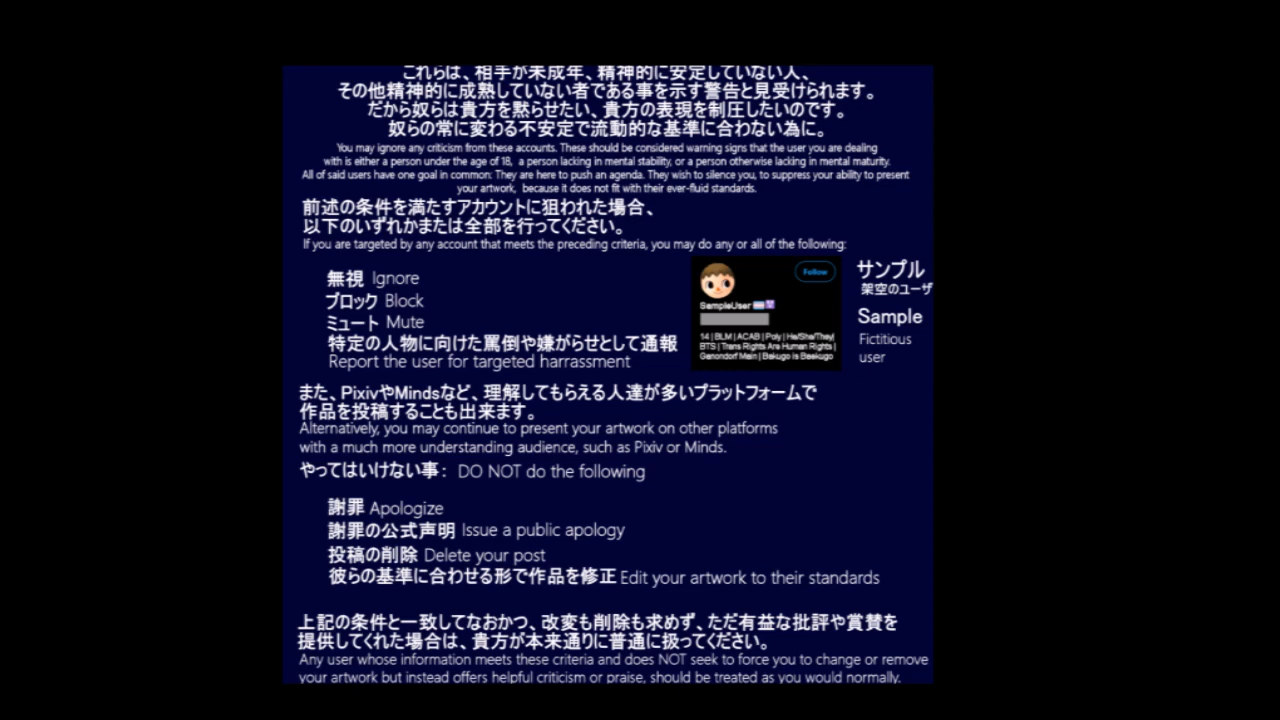 これらは、相手が未成年、精神的に安定していない人、
その他精神的に成熟していない者である事を示す警告と見受けられます。
だから奴らは貴方を黙らせたい、貴方の表現を制圧したいのです。
奴らの常に変わる不安定で流動的な基準に合わない為に。
You may ignore any criticism from these accounts. These should be considered warning signs that the user you are dealing
with is either a person under the age of 18, a person lacking in mental stability, or a person otherwise lacking in mental maturity.
All of said users have one goal in common: They are here to push an agenda. They wish to silence you, to suppress your ability to present
your artwork, because it does not fit with their ever-fluid standards.
前述の条件を満たすアカウントに狙われた場合、
以下のいずれかまたは全部を行ってください。
If you are targeted by any account that meets the preceding criteria, you may do any or all of the following:
無視 Ignore
ブロック Block
ミュート Mute
特定の人物に向けた罵倒や嫌がらせとして通報
Report the user for targeted harrassment
Follow
SampleUser
14 | BLM | ACAB | Poly | He/She/They|
BTS | Trans Rights Are Human Rights |
Ganondorf Main | Bakugo is Baekugo
サンプル
架空のユーザ
Sample
Fictitious
user
また、PixivやMindsなど、理解してもらえる人達が多いプラットフォームで
作品を投稿することも出来ます。
Alternatively, you may continue to present your artwork on other platforms
with a much more understanding audience, such as Pixiv or Minds.
やってはいけない事： DO NOT do the following
謝罪 Apologize
謝罪の公式声明 Issue a public apology
投稿の削除 Delete your post
彼らの基準に合わせる形で作品を修正 Edit your artwork to their standards
上記の条件と一致してなおかつ、改変も削除も求めず、ただ有益な批評や賞賛を
提供してくれた場合は、貴方が本来通りに普通に扱ってください。
Any user whose information meets these criteria and does NOT seek to force you to change or remove
your artwork but instead offers helpful criticism or praise, should be treated as you would normally.